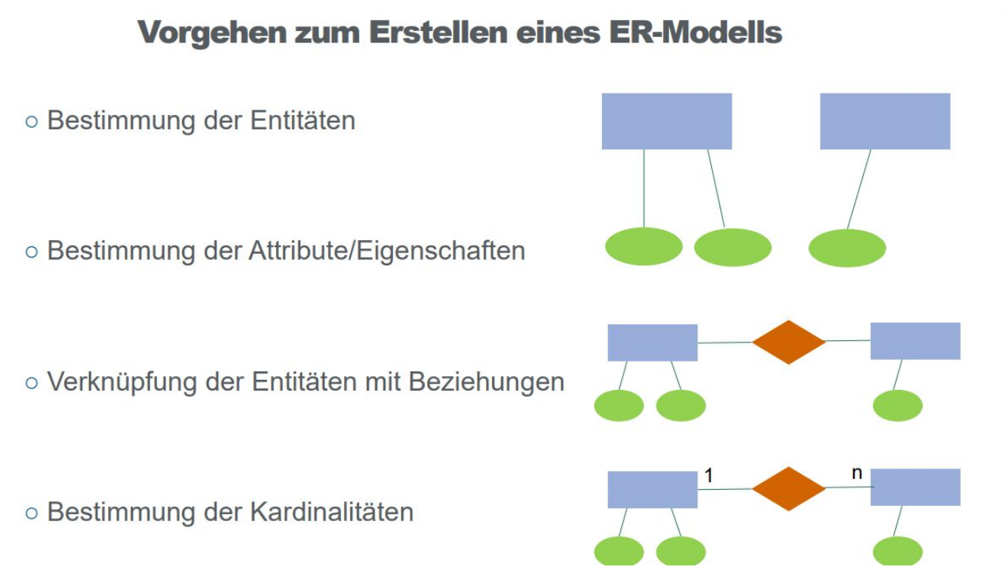 Vorgehen zum Erstellen eines ER-Modells
Bestimmung der Entitäten
Bestimmung der Attribute/Eigenschaften
Verknüpfung der Entitäten mit Beziehungen
1 n
Bestimmung der Kardinalitäten